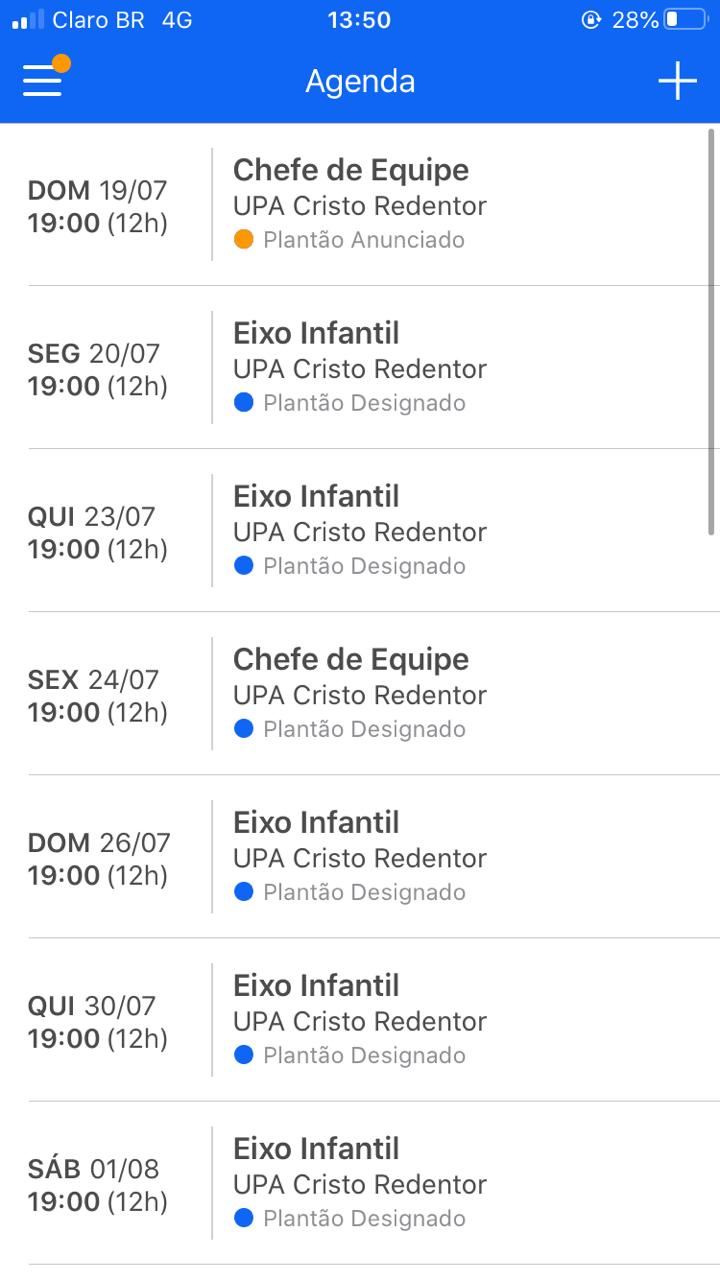 Claro BR 4G 13:50 28%
Agenda
DOM 19/07
19:00 (12h)
Chefe de Equipe
UPA Cristo Redentor
Plantão Anunciado
SEG 20/07
19:00 (12h)
Eixo Infantil
UPA Cristo Redentor
Plantão Designado
QUI 23/07
19:00 (12h)
Eixo Infantil
UPA Cristo Redentor
Plantão Designado
SEX 24/07
19:00 (12h)
Chefe de Equipe
UPA Cristo Redentor
Plantão Designado
DOM 26/07
19:00 (12h)
Eixo Infantil
UPA Cristo Redentor
Plantão Designado
QUI 30/07
19:00 (12h)
Eixo Infantil
UPA Cristo Redentor
Plantão Designado
SÁB 01/08
19:00 (12h)
Eixo Infantil
UPA Cristo Redentor
Plantão Designado